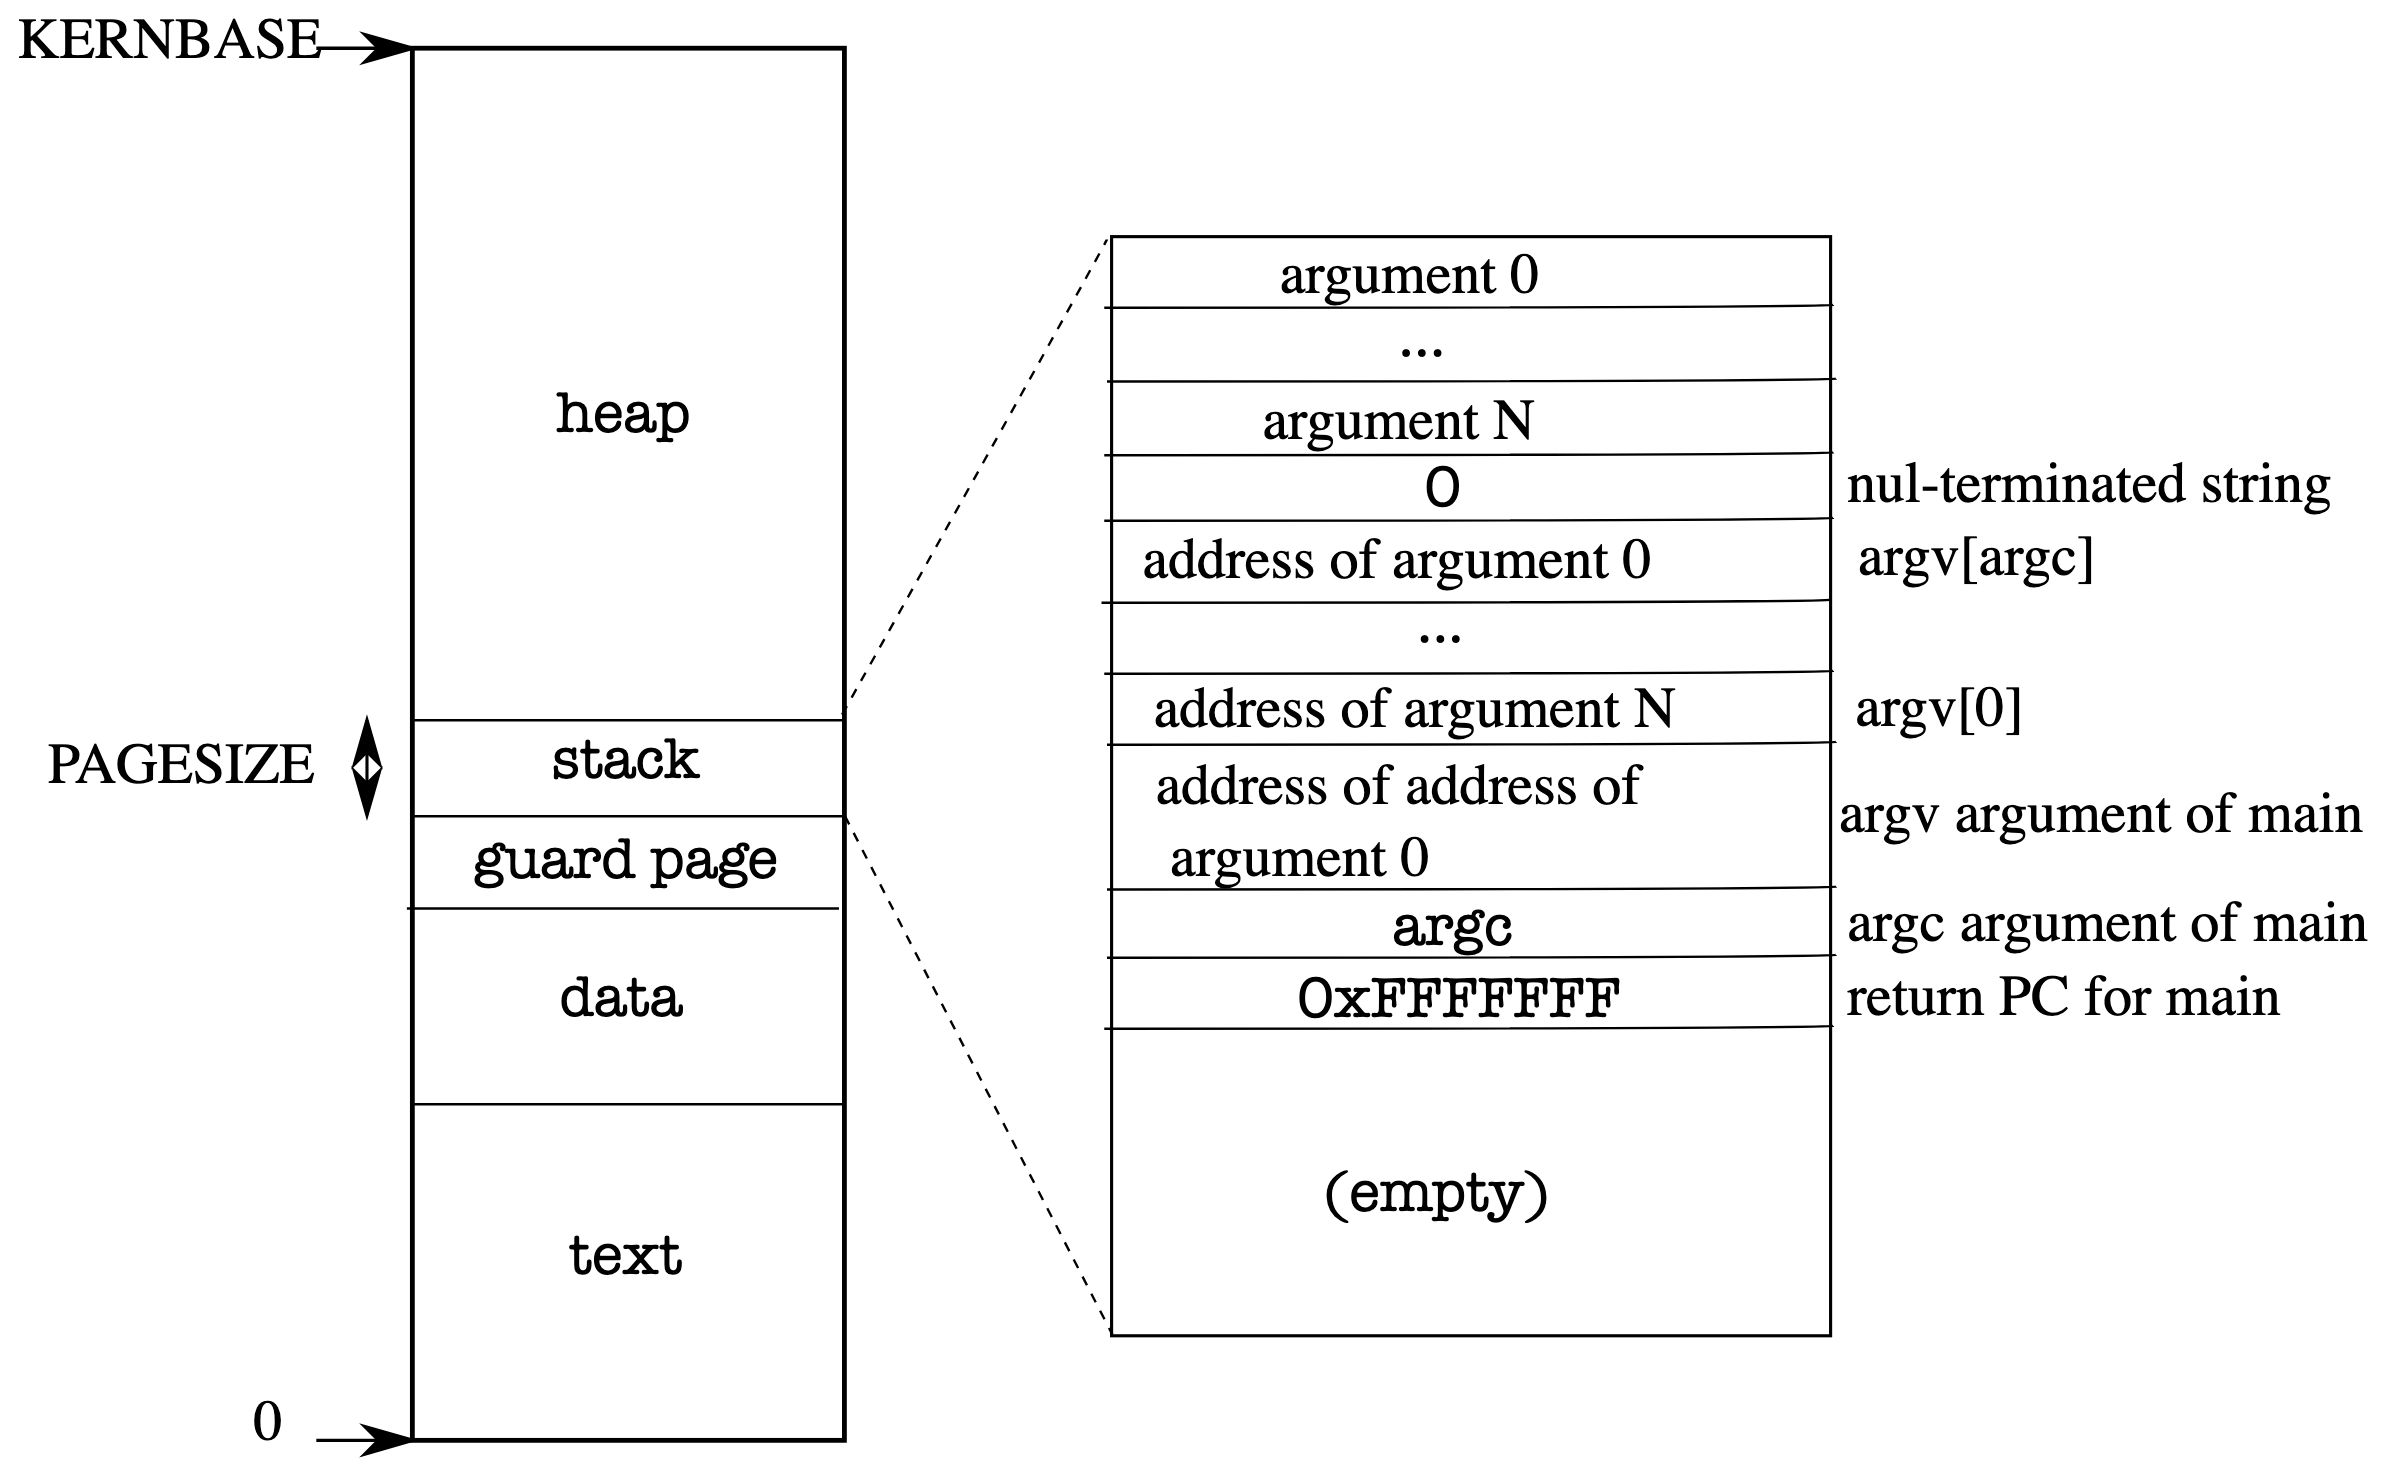 KERNBASE
heap
PAGESIZE
stack
guard page
data
text
0
argument 0
...
argument N
0
nul-terminated string
address of argument 0
argv[argc]
...
address of argument N
argv[0]
address of address of
argument 0
argv argument of main
argc
argc argument of main
0xFFFFFFF
return PC for main
(empty)